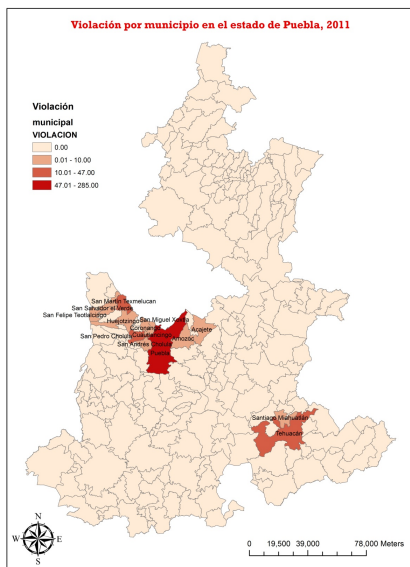 Violación por municipio en el estado de Puebla, 2011
Violación
municipal
VIOLACION
0.00
0.01 - 10.00
10.01 - 47.00
47.01 - 285.00
San Martín Texmelucan
San Salvador el Verde
San Felipe Teotlalcingo
Huejotzingo
San Miguel Xoxtla
Coronango
Acajete
San Pedro Cholula
Cuautlancingo
Amozoc
San Andrés Cholula
Puebla
Santiago Miahuatlán
Tehuacán
N
W
E
S
0 19,500 39,000 78,000 Meters